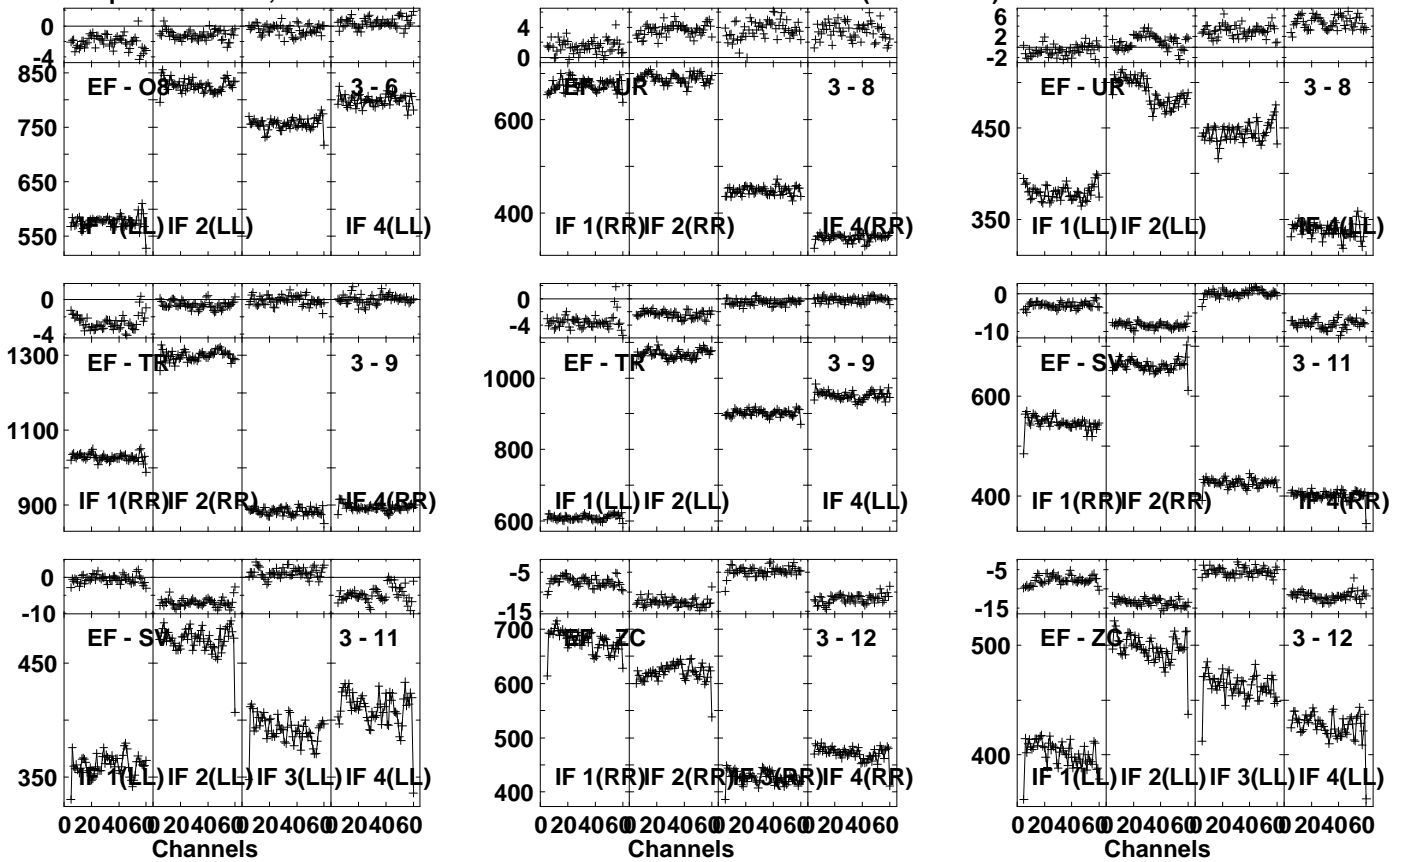 0
-4
850
750
650
550
EF - O8
3 - 6
IF 1(LL)
IF 2(LL)
IF 4(LL)
4
0
600
400
EF - UR
3 - 8
IF 1(RR)
IF 2(RR)
IF 4(RR)
6
2
-2
450
350
EF - UR
3 - 8
IF 1(LL)
IF 2(LL)
IF 4(LL)
0
-4
1300
1100
900
EF - TR
3 - 9
IF 1(RR)
IF 2(RR)
IF 4(RR)
0
-4
1000
800
600
EF - TR
3 - 9
IF 1(LL)
IF 2(LL)
IF 4(LL)
0
-10
600
400
EF - SV
3 - 11
IF 1(RR)
IF 2(RR)
IF 4(RR)
0
-10
450
350
EF - SV
3 - 11
IF 1(LL)
IF 2(LL)
IF 3(LL)
IF 4(LL)
0 204060 0 204060 0 204060 0 204060
Channels
-5
-15
700
600
500
400
EF - ZC
3 - 12
IF 1(RR)
IF 2(RR)
IF 3(RR)
IF 4(RR)
0 204060 0 204060 0 204060 0 204060
Channels
-5
-15
500
400
EF - ZC
3 - 12
IF 1(LL)
IF 2(LL)
IF 3(LL)
IF 4(LL)
0 204060 0 204060 0 204060 0 204060
Channels